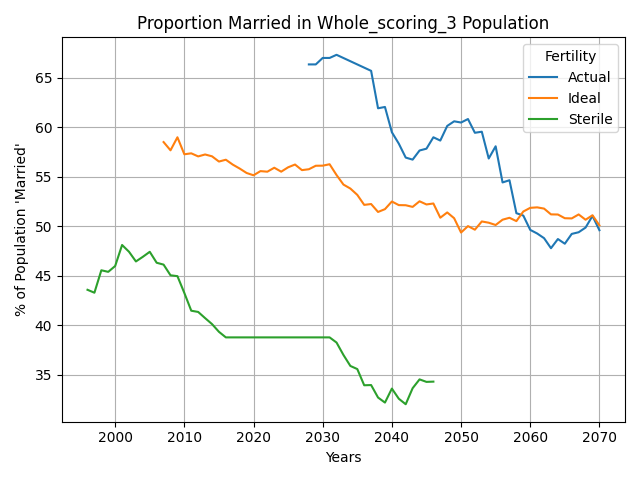 Proportion Married in Whole_scoring_3 Population
% of Population 'Married'
65
60
55
50
45
40
35
Fertility
Actual
Ideal
Sterile
2000 2010 2020 2030 2040 2050 2060 2070
Years